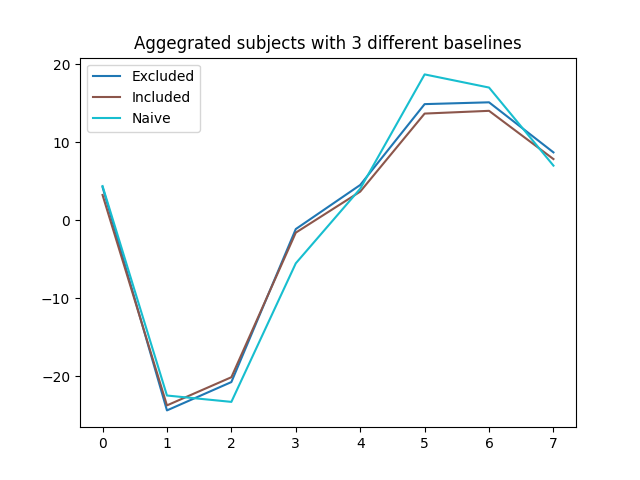 Aggegrated subjects with 3 different baselines
Excluded
Included
Naive
20
10
0
−10
−20
0 1 2 3 4 5 6 7